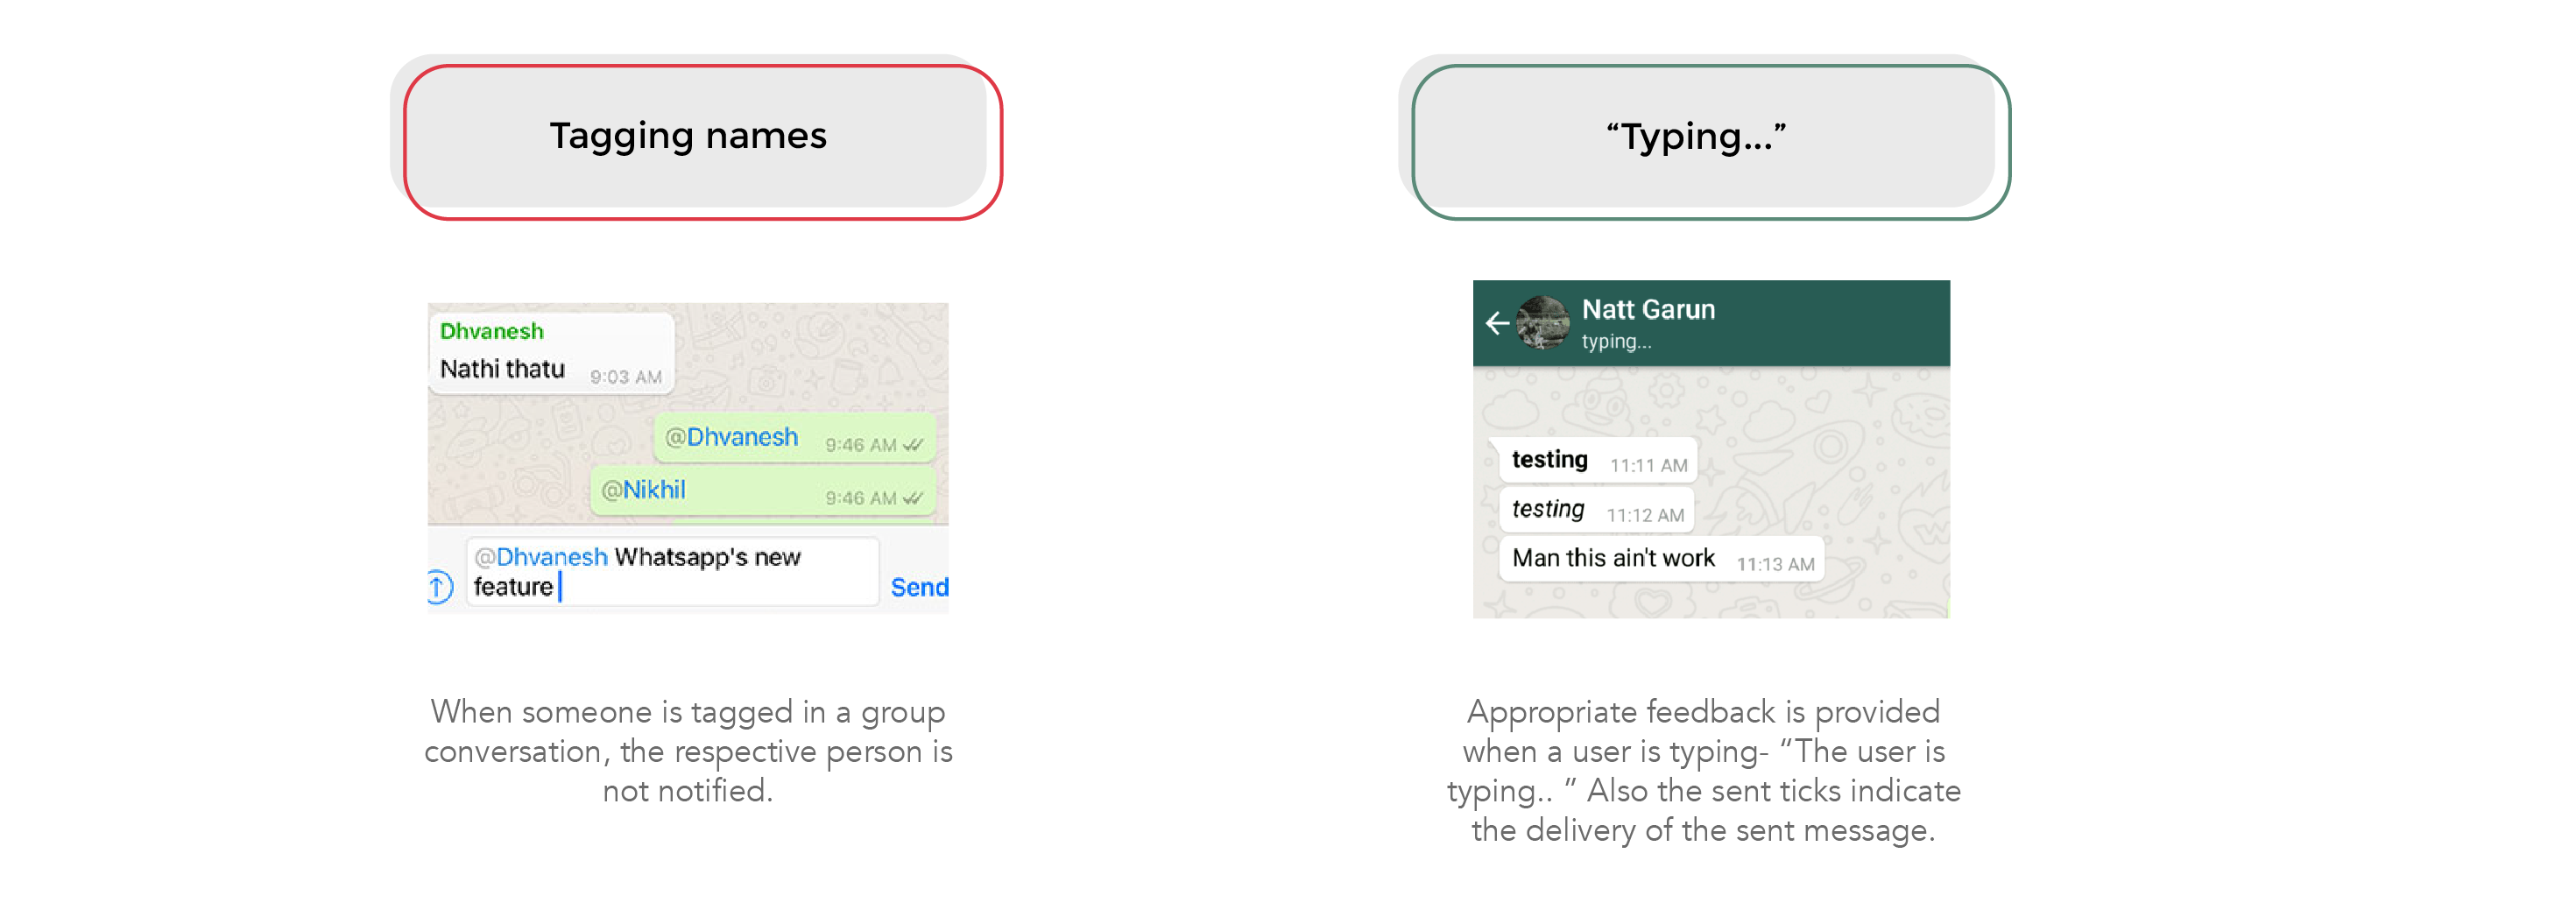 Tagging names
Dhvanesh
Nathi thatu 9:03 AM
@Dhvanesh 9:46 AM
@Nikhil 9:46 AM
@Dhvanesh Whatsapp's new
feature
Send
When someone is tagged in a group
conversation, the respective person is
not notified.
“Typing...”
Natt Garun
typing...
testing 11:11 AM
testing 11:12 AM
Man this ain't work 11:13 AM
Appropriate feedback is provided
when a user is typing- “The user is
typing.. ” Also the sent ticks indicate
the delivery of the sent message.